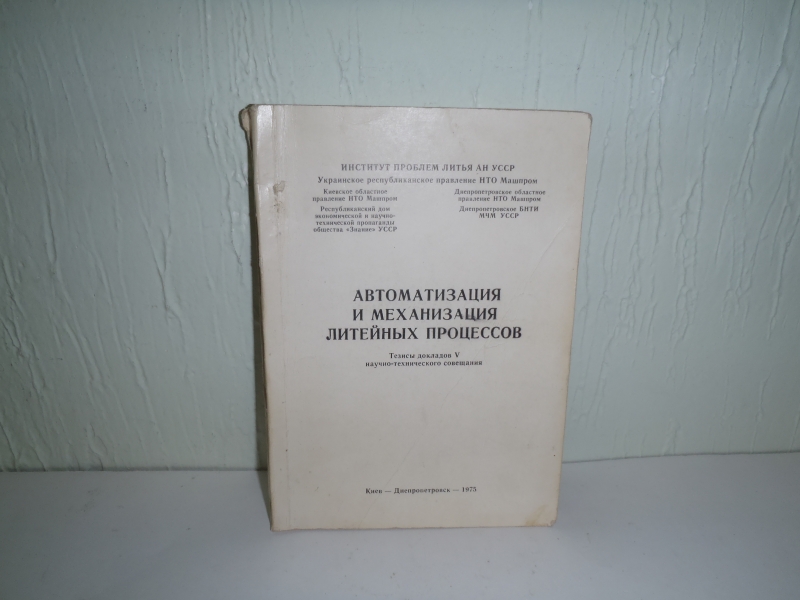 ИНСТИТУТ ПРОБЛЕМ ЛИТЬЯ АН УССР
Украинское республиканское правление НТО Машпром
Киевское областное
правление НТО Машпром
Республиканский дом
экономической и научно-
технической пропаганды
общества «Знание» УССР
Днепропетровское областное
правление НТО Машпром
Днепропетровское БНТИ
МЧМ УССР
АВТОМАТИЗАЦИЯ
И МЕХАНИЗАЦИЯ
ЛИТЕЙНЫХ ПРОЦЕССОВ
Тезисы докладов V
научно-технического совещания
Киев — Днепропетровск — 1975